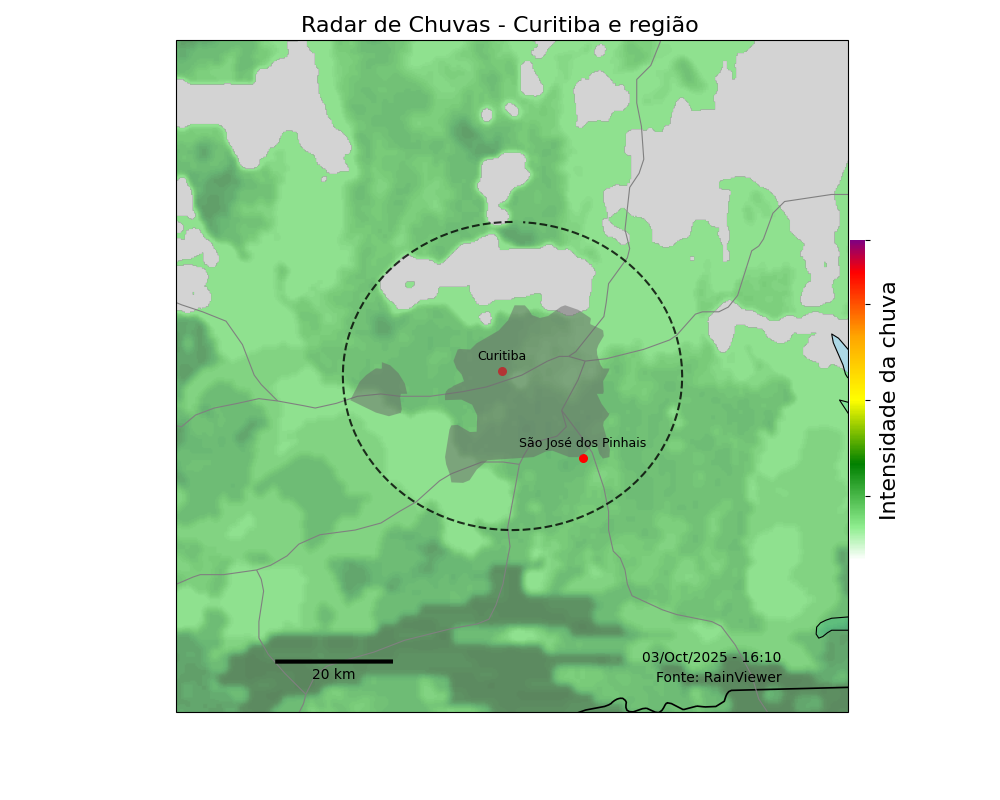 Radar de Chuvas - Curitiba e região
Curitiba
São José dos Pinhais
Intensidade da chuva
20 km
03/Oct/2025 - 16:10
Fonte: RainViewer